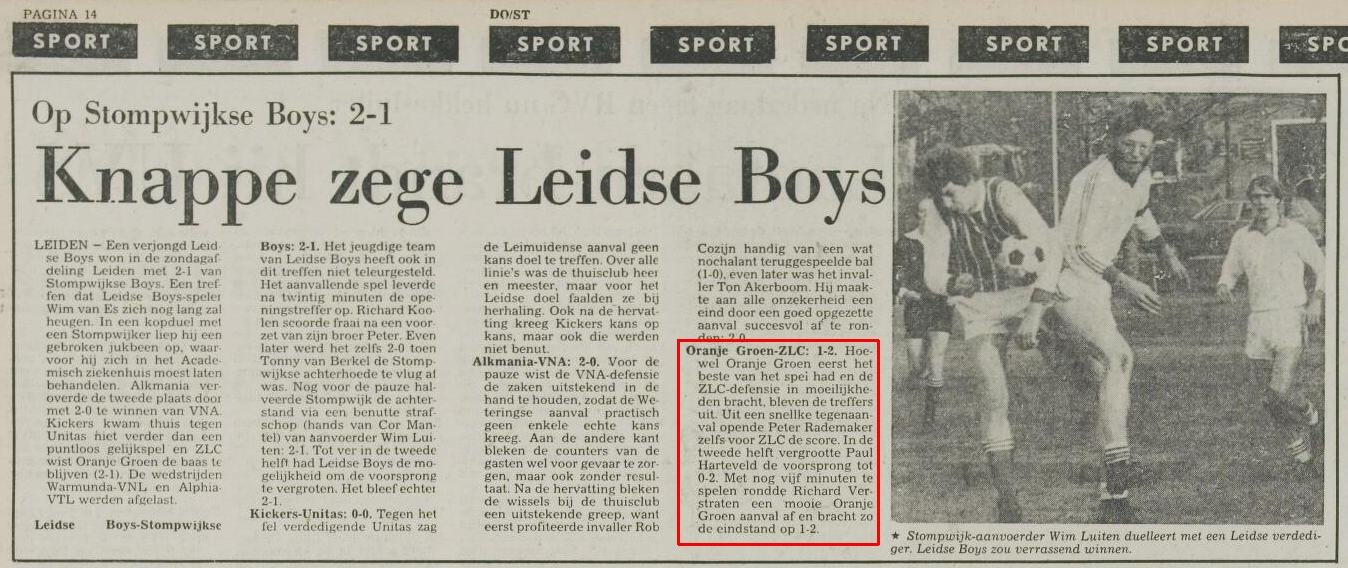 PAGINA 14
DO/ST
SPORT SPORT SPORT SPORT SPORT SPORT SPORT SPORT SPO
Op Stompwijkse Boys: 2-1
Knappe zege Leidse Boys
LEIDEN — Een verjongd Leid-
se Boys won in de zondagaf-
deling Leiden met 2-1 van
Stompwijkse Boys. Een tref-
fen dat Leidse Boys-speler
Wim van Es zich nog lang zal
heugen. In een kopduel met
een Stompwijker liep hij een
gebroken jukbeen op, waar-
voor hij zich in het Acade-
misch ziekenhuis moest laten
behandelen. Alkmania ver-
overde de tweede plaats door
met 2-0 te winnen van VNA.
Kickers kwam thuis tegen
Unitas niet verder dan een
puntloos gelijkspel en ZLC
wist Oranje Groen de baas te
blijven (2-1). De wedstrijden
Warmunda-VNL en Alphia-
VTL werden afgelast.
Leidse Boys-Stompwijkse
Boys: 2-1. Het jeugdige team
van Leidse Boys heeft ook in
dit treffen niet teleurgesteld.
Het aanvallende spel leverde
na twintig minuten de ope-
ningstreffer op. Richard Koo-
len scoorde fraai na een voor-
zet van zijn broer Peter. Even
later werd het zelfs 2-0 toen
Tonny van Berkel de Stomp-
wijkse achterhoede te vlug af
was. Nog voor de pauze hal-
veerde Stompwijk de achter-
stand via een benutte straf-
schop (hands van Cor Man-
tel) van aanvoerder Wim Lui-
ten: 2-1. Tot ver in de tweede
helft had Leidse Boys de mo-
gelijkheid om de voorsprong
te vergroten. Het bleef echter
2-1.
Kickers-Unitas: 0-0. Tegen het
fel verdedigende Unitas zag
de Leimuidense aanval geen
kans doel te treffen. Over alle
linie's was de thuisclub heer
en meester, maar voor het
Leidse doel faalden ze bij
herhaling. Ook na de hervat-
ting kreeg Kickers kans op
kans, maar ook die werden
niet benut.
Alkmania-VNA: 2-0. Voor de
pauze wist de VNA-defensie
de zaken uitstekend in de
hand te houden, zodat de We-
teringse aanval practisch
geen enkele echte kans
kreeg. Aan de andere kant
bleken de counters van de
gasten wel voor gevaar te zor-
gen, maar ook zonder resul-
taat. Na de hervatting bleken
de wissels bij de thuisclub
een uitstekende greep, want
eerst profiteerde invaller Rob
Cozijn handig van een wat
nochalant teruggespeelde bal
(1-0), even later was het inval-
ler Ton Akerboom. Hij maak-
te aan alle onzekerheid een
eind door een goed opgezette
aanval succesvol af te ron-
den: 2-0.
Oranje Groen-ZLC: 1-2. Hoe-
wel Oranje Groen eerst het
beste van het spei had en de
ZLC-defensie in moeilijkhe-
den bracht, bleven de treffers
uit. Uit een snellke tegenaan-
val opende Peter Rademaker
zelfs voor ZLC de score. In de
tweede helft vergrootte Paul
Harteveld de voorsprong tot
0-2. Met nog vijf minuten te
spelen rondde Richard Ver-
straten een mooie Oranje
Groen aanval af en bracht zo
de eindstand op 1-2.
★ Stompwijk-aanvoerder Wim Luiten duelleert met een Leidse verdedi-
ger. Leidse Boys zou verrassend winnen.